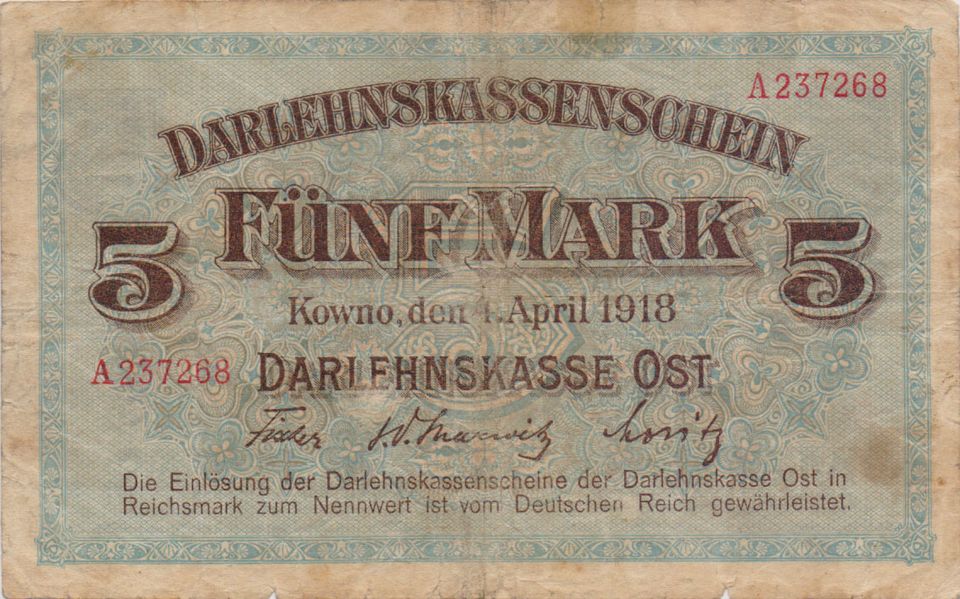 A237268
DARLEHNSKASSENSCHEIN
5 FÜNF MARK 5
Kowno, den 4. April 1918
A237268
DARLEHNSKASSE OST
Die Einlösung der Darlehnskassenscheine der Darlehnskasse Ost in
Reichsmark zum Nennwert ist vom Deutschen Reich gewährleistet.